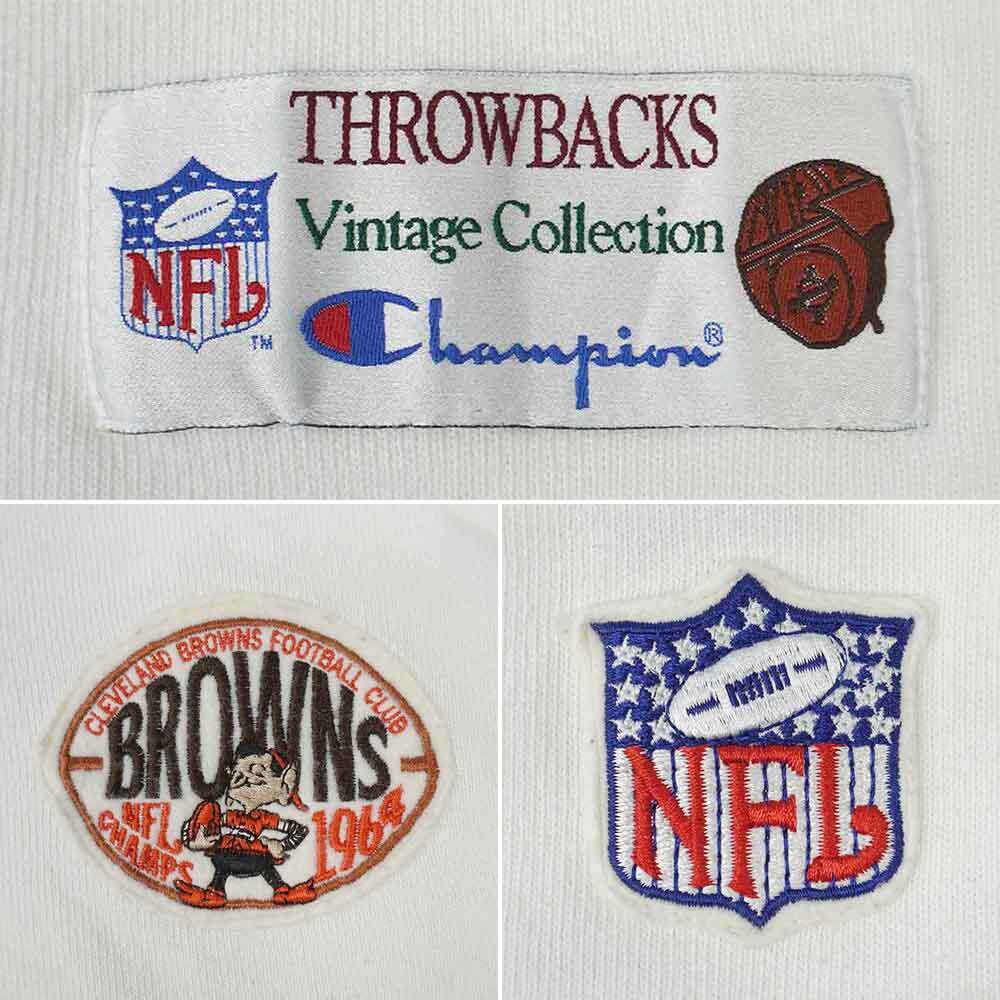 THROWBACKS
Vintage Collection
NFL TM
Champion®
CLEVELAND BROWNS FOOTBALL CLUB
BROWNS
NFL
CHAMPS
1964
NFL